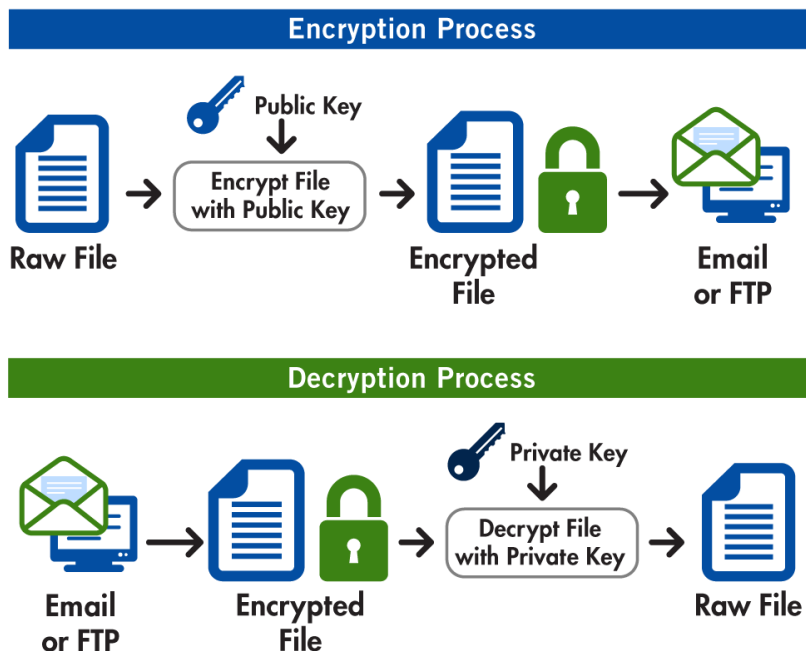 Encryption Process
Public Key
Encrypt File
with Public Key
Raw File
Encrypted
File
Email
or FTP
Decryption Process
Private Key
Decrypt File
with Private Key
Email
or FTP
Encrypted
File
Raw File